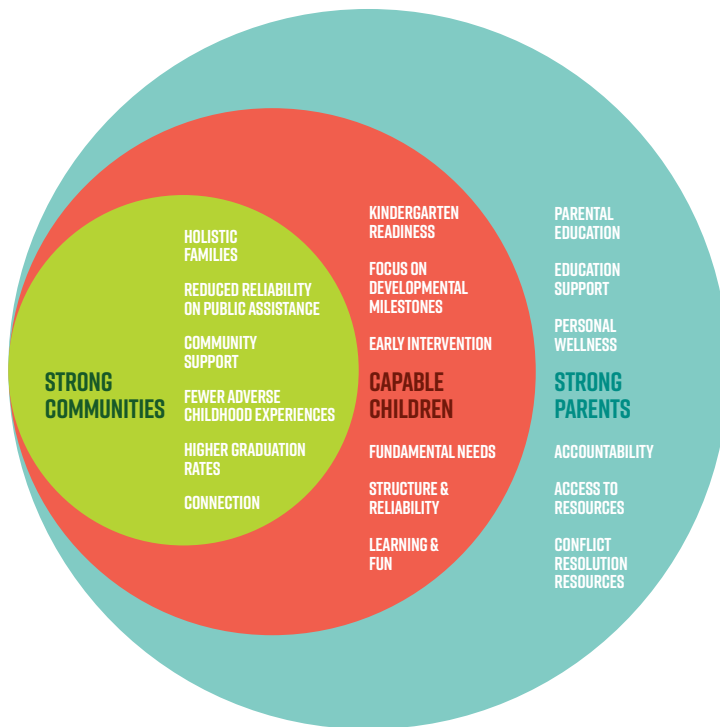 STRONG
COMMUNITIES
HOLISTIC
FAMILIES
REDUCED RELIABILITY
ON PUBLIC ASSISTANCE
COMMUNITY
SUPPORT
FEWER ADVERSE
CHILDHOOD EXPERIENCES
HIGHER GRADUATION
RATES
CONNECTION
KINDERGARTEN
READINESS
FOCUS ON
DEVELOPMENTAL
MILESTONES
EARLY INTERVENTION
CAPABLE
CHILDREN
FUNDAMENTAL NEEDS
STRUCTURE &
RELIABILITY
LEARNING &
FUN
PARENTAL
EDUCATION
EDUCATION
SUPPORT
PERSONAL
WELLNESS
STRONG
PARENTS
ACCOUNTABILITY
ACCESS TO
RESOURCES
CONFLICT
RESOLUTION
RESOURCES